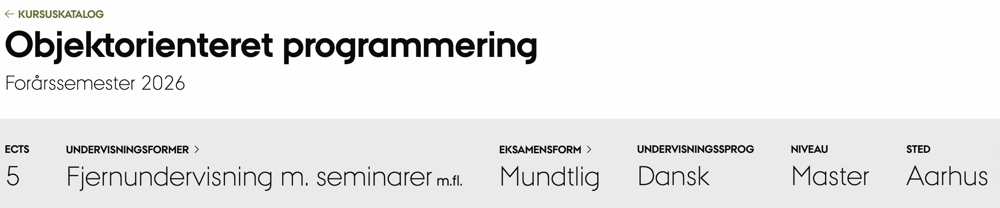 ← KURSUSKATALOG
Objektorienteret programmering
Forårssemester 2026
ECTS
5
UNDERVISNINGSFORMER >
Fjernundervisning m. seminarer m.fl.
EKSAMENSFORM >
Mundtlig
UNDERVISNINGSSPROG
Dansk
NIVEAU
Master
STED
Aarhus